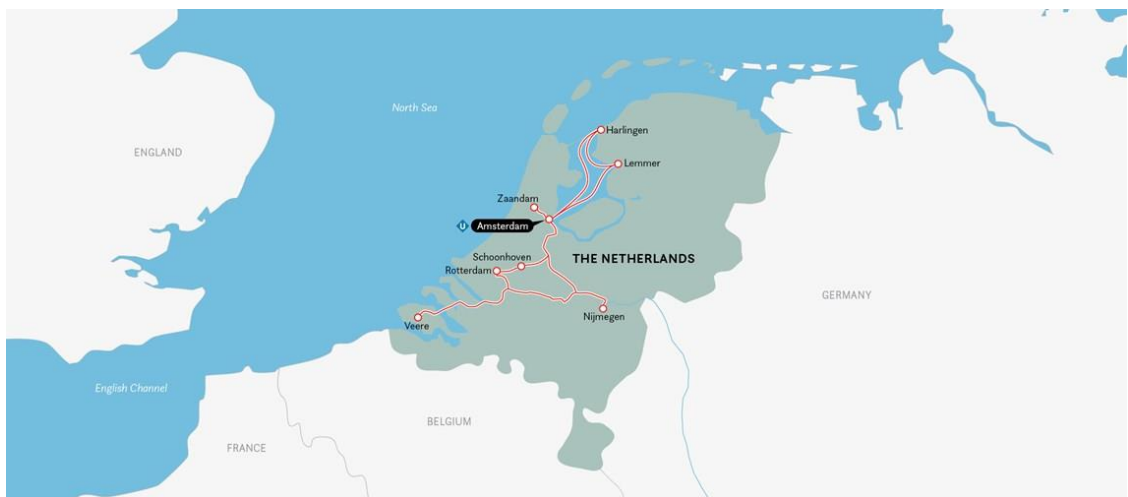 North Sea
ENGLAND
Harlingen
Lemmer
Zaandam
U Amsterdam
Schoonhoven
THE NETHERLANDS
Rotterdam
GERMANY
Nijmegen
Veere
English Channel
BELGIUM
FRANCE